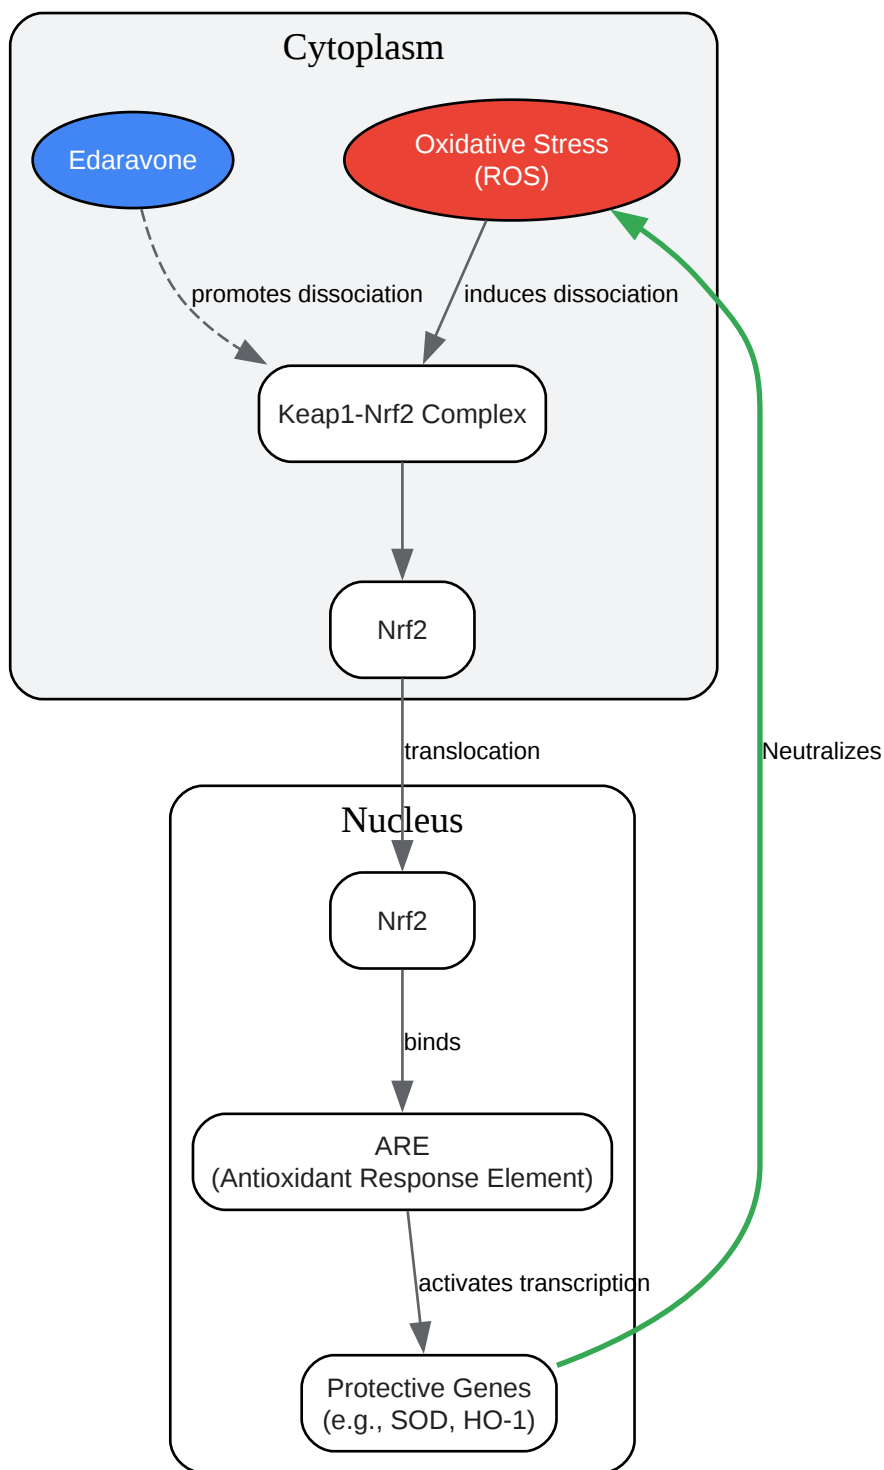 Cytoplasm
Edaravone
Oxidative Stress
(ROS)
promotes dissociation
induces dissociation
Keap1-Nrf2 Complex
Nrf2
translocation
Neutralizes
Nucleus
Nrf2
binds
ARE
(Antioxidant Response Element)
activates transcription
Protective Genes
(e.g., SOD, HO-1)